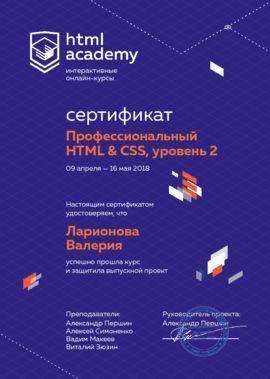 html
academy
интерактивные
онлайн-курсы
сертификат
Профессиональный
HTML & CSS, уровень 2
09 апреля — 16 мая 2018
Настоящим сертификатом
удостоверяем, что
Ларионова
Валерия
успешно прошла курс
и защитила выпускной проект
Преподаватели:
Александр Першин
Алексей Симоненко
Вадим Макеев
Виталий Зюзин
Руководитель проекта:
Александр Першин